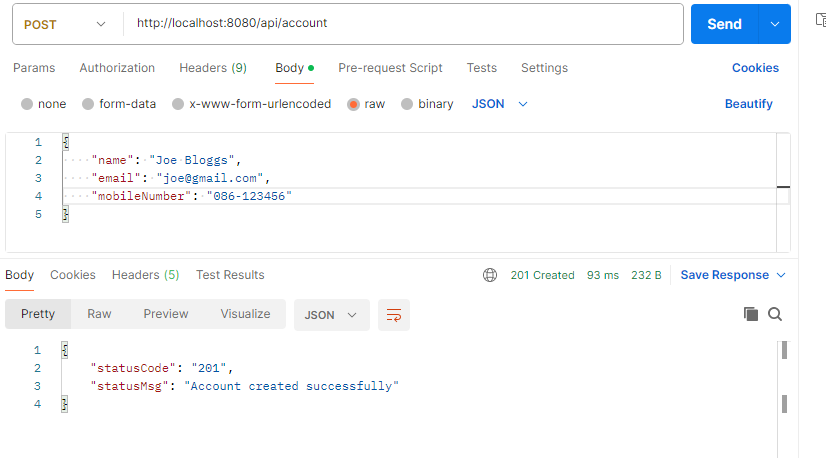 POST http://localhost:8080/api/account Send
Params Authorization Headers (9) Body Pre-request Script Tests Settings Cookies
none form-data x-www-form-urlencoded raw binary JSON Beautify
1 {
2 "name": "Joe Bloggs",
3 "email": "joe@gmail.com",
4 "mobileNumber": "086-123456"
5 }
Body Cookies Headers (5) Test Results 201 Created 93 ms 232 B Save Response
Pretty Raw Preview Visualize JSON
1 {
2 "statusCode": "201",
3 "statusMsg": "Account created successfully"
4 }